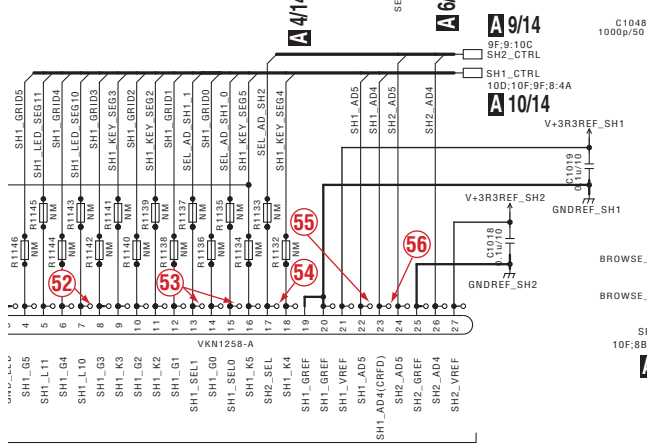 SE
A 4/14
A 6/
A 9/14
9F;9:10C
SH2_CTRL
SH1_CTRL
10D;10F;9F;8:4A
A 10/14
C1048
1000p/50
SH1_GRID5
SH1_LED_SEG11
SH1_GRID4
SH1_LED_SEG10
SH1_GRID3
SH1_KEY_SEG3
SH1_GRID2
SH1_KEY_SEG2
SH1_GRID1
SEL_AD_SH1_1
SH1_GRID0
SEL_AD_SH1_0
SH1_KEY_SEG5
SEL_AD_SH2
SH1_KEY_SEG4
SH1_AD5
SH1_AD4
SH2_AD5
SH2_AD4
V+3R3REF_SH1
C1019
0.1u/10
GNDREF_SH1
V+3R3REF_SH2
C1018
0.1u/10
GNDREF_SH2
R1145 NM
R1143 NM
R1141 NM
R1139 NM
R1137 NM
R1135 NM
R1133 NM
R1146 NM
R1144 NM
R1142 NM
R1140 NM
R1138 NM
R1136 NM
R1134 NM
R1132 NM
52
53
54
55
56
BROWSE_
BROWSE_
4 5 6 7 8 9 10 11 12 13 14 15 16 17 18 19 20 21 22 23 24 25 26 27
VKN1258-A
SH1_G5
SH1_L11
SH1_G4
SH1_L10
SH1_G3
SH1_K3
SH1_G2
SH1_K2
SH1_G1
SH1_SEL1
SH1_G0
SH1_SEL0
SH1_K5
SH2_SEL
SH1_K4
SH1_GREF
SH1_GREF
SH1_VREF
SH1_AD5
SH1_AD4(CRFD)
SH2_AD5
SH2_GREF
SH2_AD4
SH2_VREF
10F;8B
A